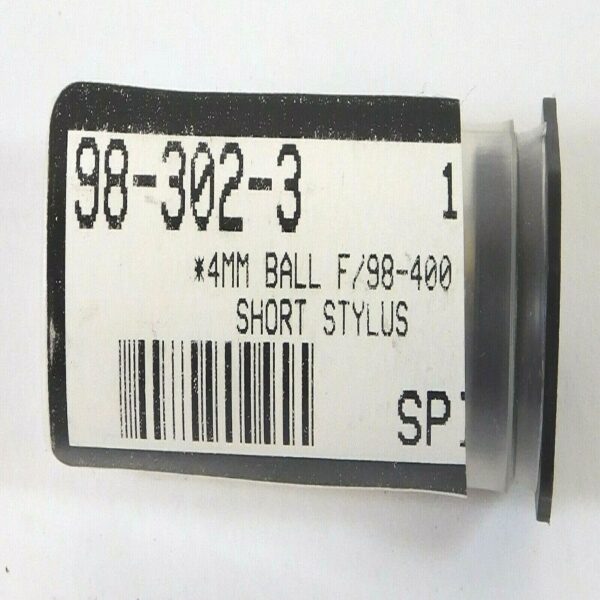 98-302-3 1
*4MM BALL F/98-400
SHORT STYLUS